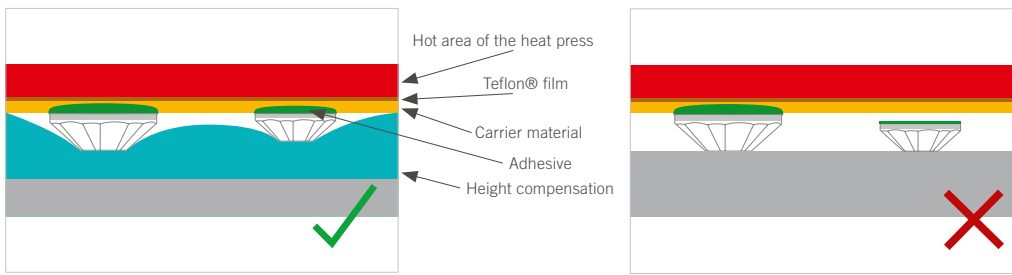 Hot area of the heat press
Teflon® film
Carrier material
Adhesive
Height compensation